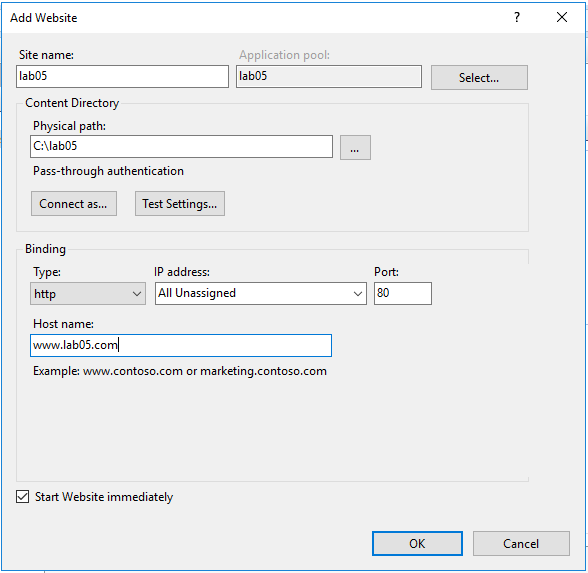 Add Website
? 
Site name: Application pool:
lab05 lab05 Select...
Content Directory
Physical path:
C:\lab05 ...
Pass-through authentication
Connect as... Test Settings...
Binding
Type: IP address: Port:
http All Unassigned 80
Host name:
www.lab05.com
Example: www.contoso.com or marketing.contoso.com
Start Website immediately
OK Cancel